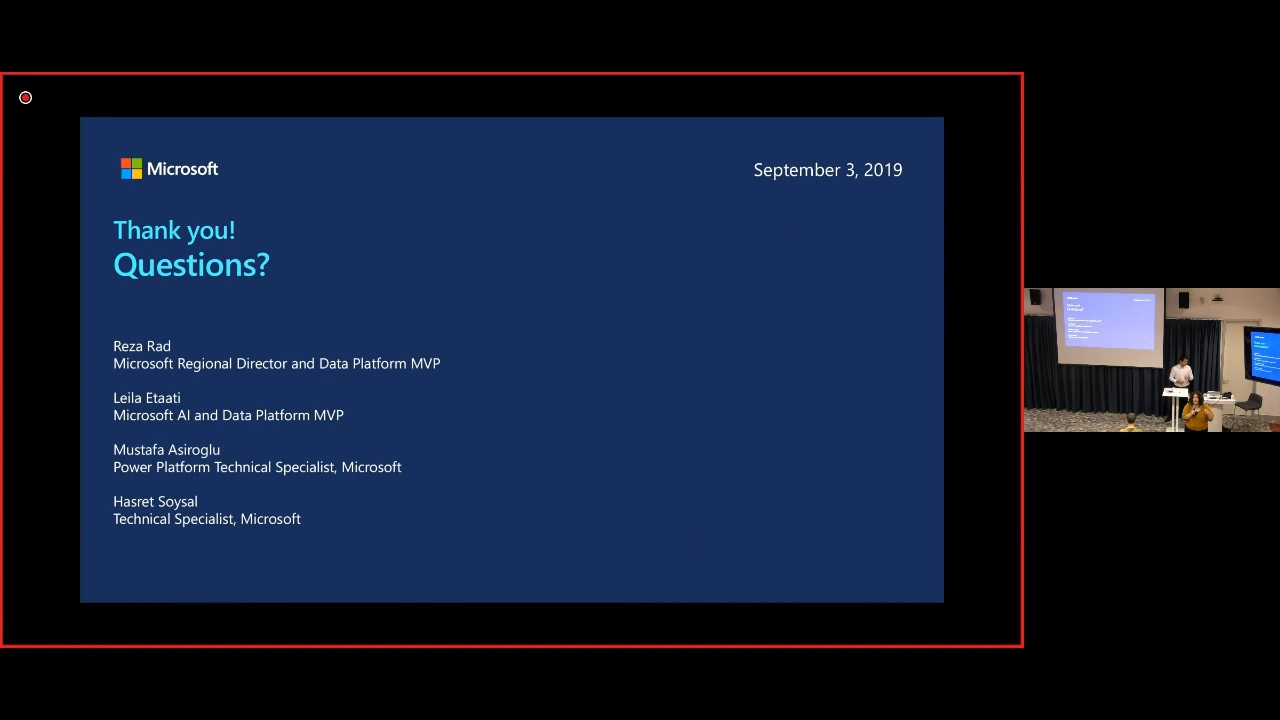 Microsoft
September 3, 2019
Thank you!
Questions?
Reza Rad
Microsoft Regional Director and Data Platform MVP
Leila Etaati
Microsoft AI and Data Platform MVP
Mustafa Asiroglu
Power Platform Technical Specialist, Microsoft
Hasret Soysal
Technical Specialist, Microsoft